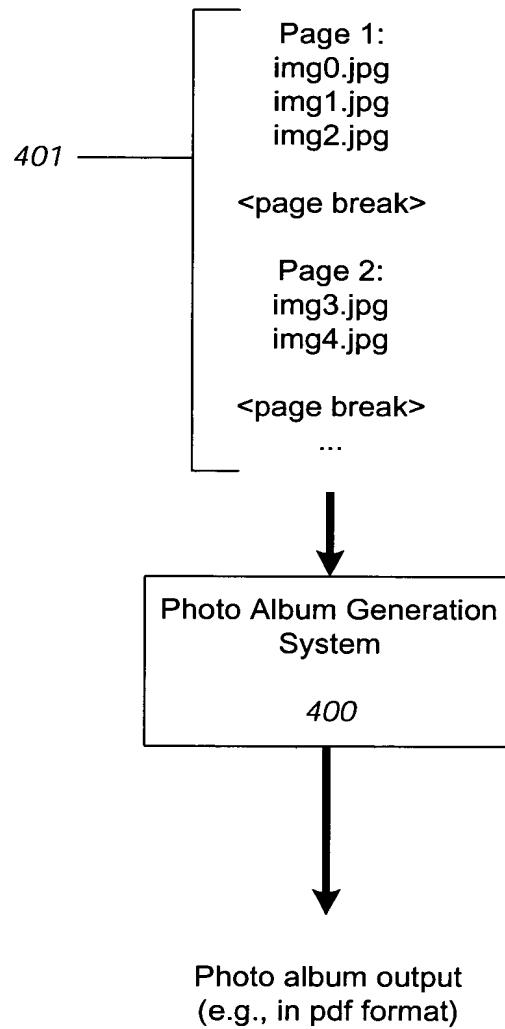 Page 1:
img0.jpg
img1.jpg
img2.jpg
401
<page break>
Page 2:
img3.jpg
img4.jpg
<page break>
...
Photo Album Generation
System
400
Photo album output
(e.g., in pdf format)